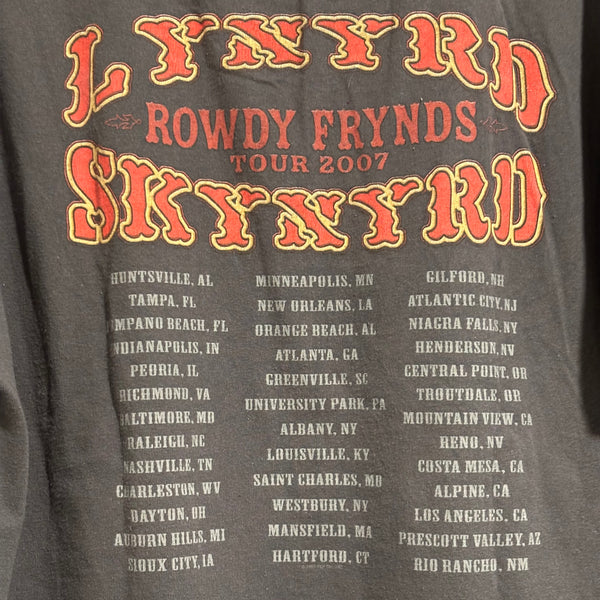 LYNYRD
ROWDY FRYNDS
TOUR 2007
SKYNYRD
HUNTSVILLE, AL
TAMPA, FL
OMPANO BEACH, FL
NDIANAPOLIS, IN
PEORIA, IL
RICHMOND, VA
BALTIMORE, MD
RALEIGH, NC
NASHVILLE, TN
CHARLESTON, WV
DAYTON, OH
AUBURN HILLS, MI
SIOUX CITY, IA
MINNEAPOLIS, MN
NEW ORLEANS, LA
ORANGE BEACH, AL
ATLANTA, GA
GREENVILLE, SC
UNIVERSITY PARK, PA
ALBANY, NY
LOUISVILLE, KY
SAINT CHARLES, MO
WESTBURY, NY
MANSFIELD, MA
HARTFORD, CT
GILFORD, NH
ATLANTIC CITY, NJ
NIAGRA FALLS, NY
HENDERSON, NV
CENTRAL POINT, OR
TROUTDALE, OR
MOUNTAIN VIEW, CA
RENO, NV
COSTA MESA, CA
ALPINE, CA
LOS ANGELES, CA
PRESCOTT VALLEY, AZ
RIO RANCHO, NM